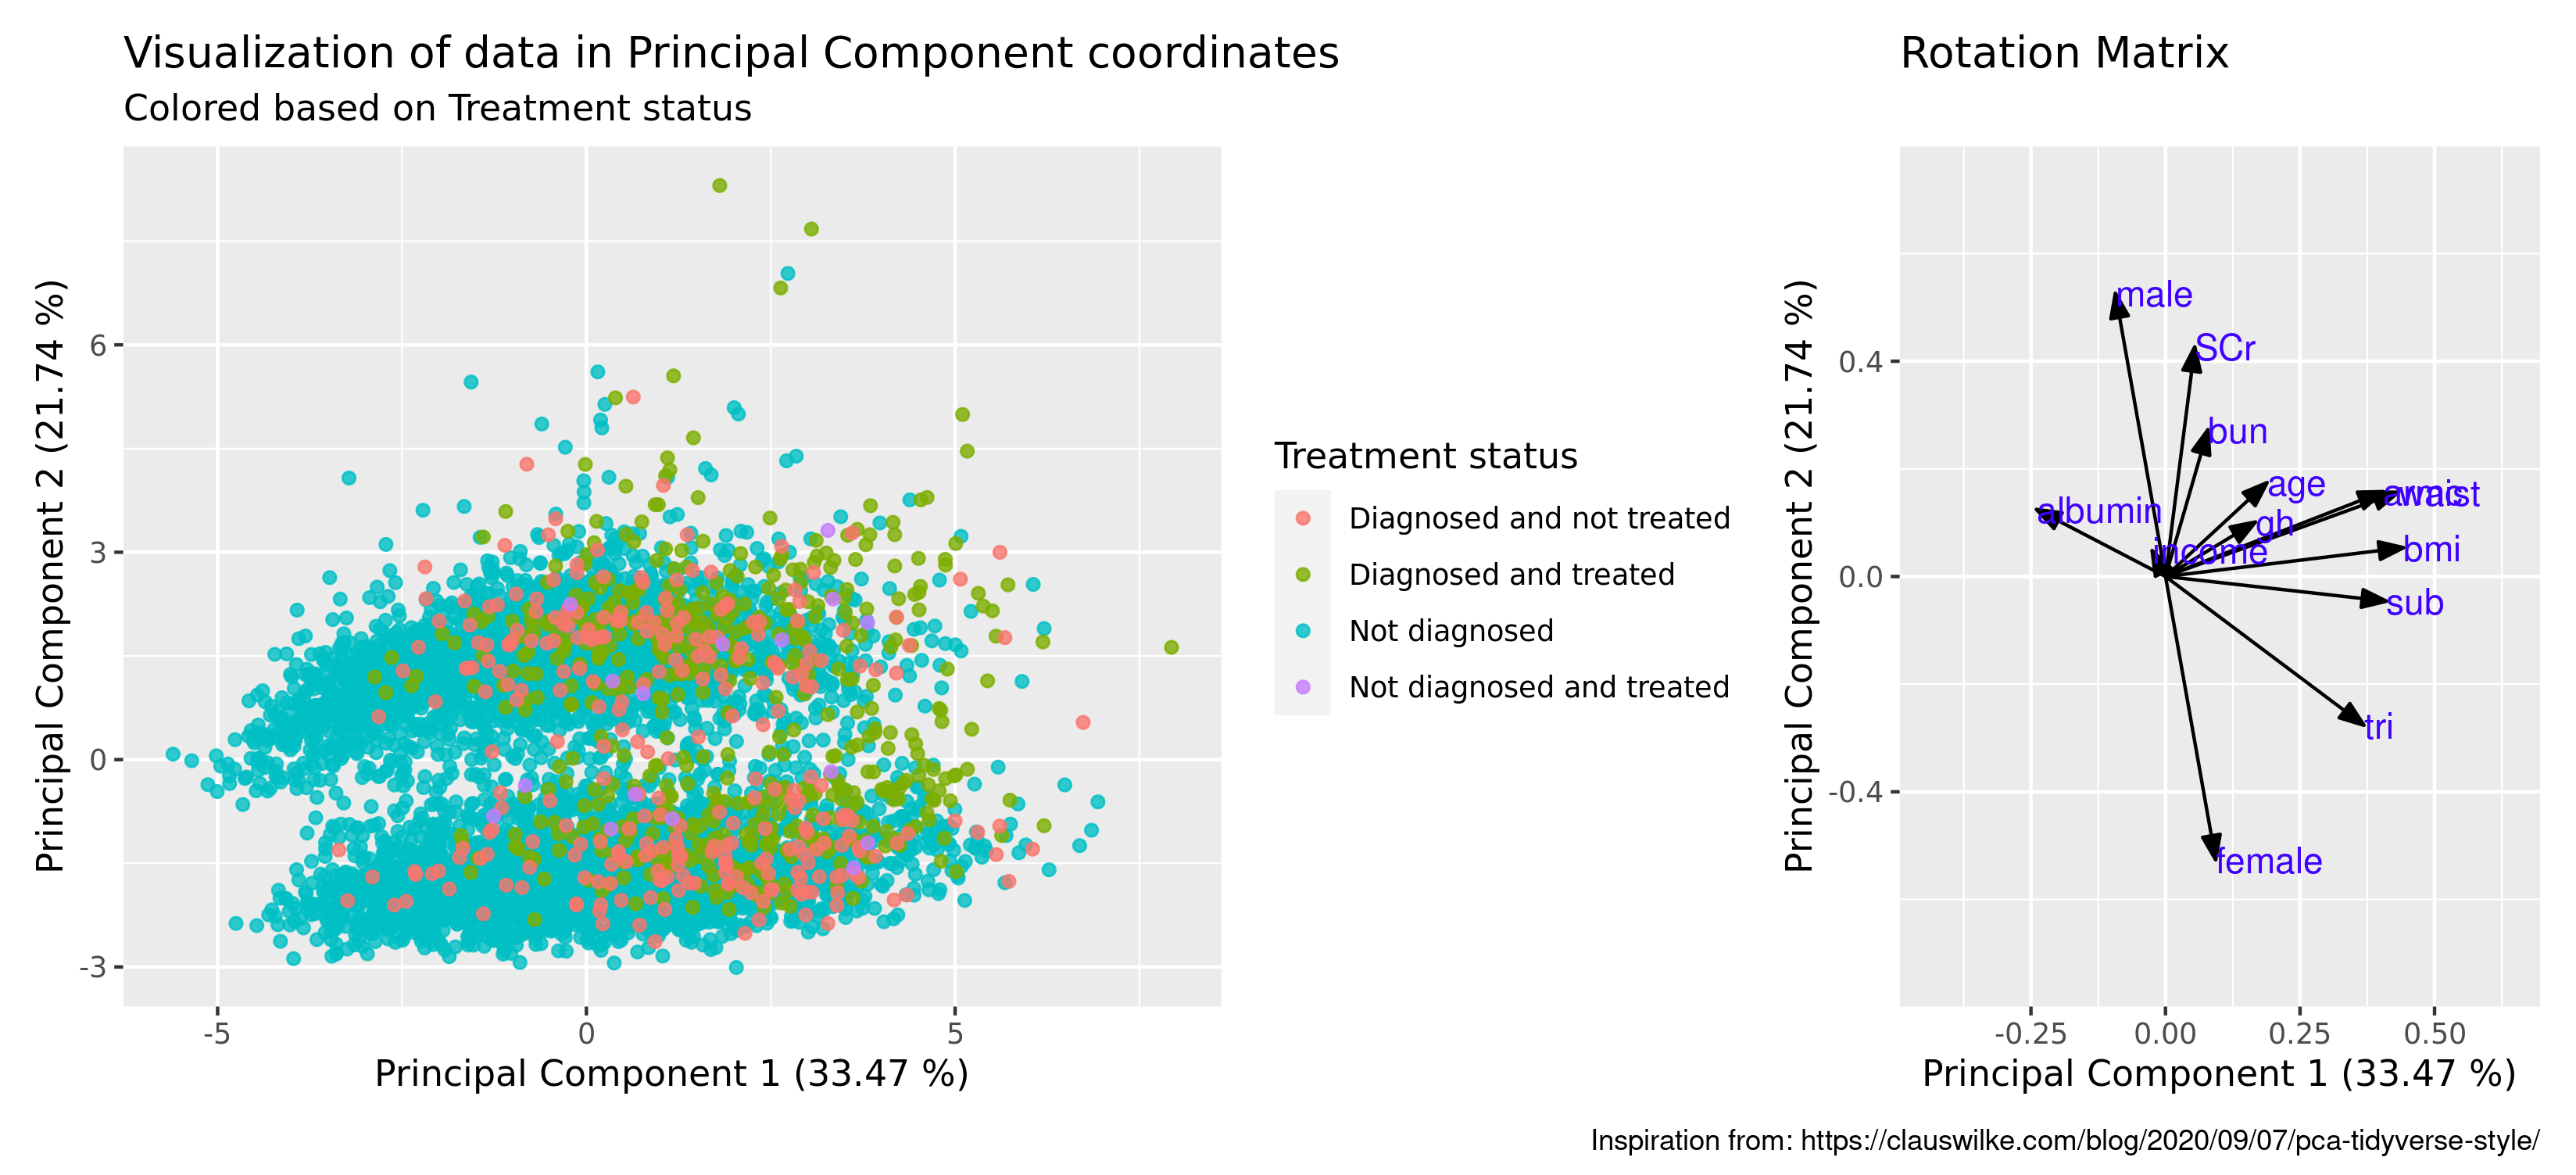 Visualization of data in Principal Component coordinates
Colored based on Treatment status
Principal Component 2 (21.74 %)
6
3
0
-3
-5
0
5
Principal Component 1 (33.47 %)
Treatment status
Diagnosed and not treated
Diagnosed and treated
Not diagnosed
Not diagnosed and treated
Rotation Matrix
Principal Component 2 (21.74 %)
0.4
0.0
-0.4
male
SCr
bun
age
armc
waist
albumin
gh
income
bmi
sub
tri
female
-0.25
0.00
0.25
0.50
Principal Component 1 (33.47 %)
Inspiration from: https://clauswilke.com/blog/2020/09/07/pca-tidyverse-style/